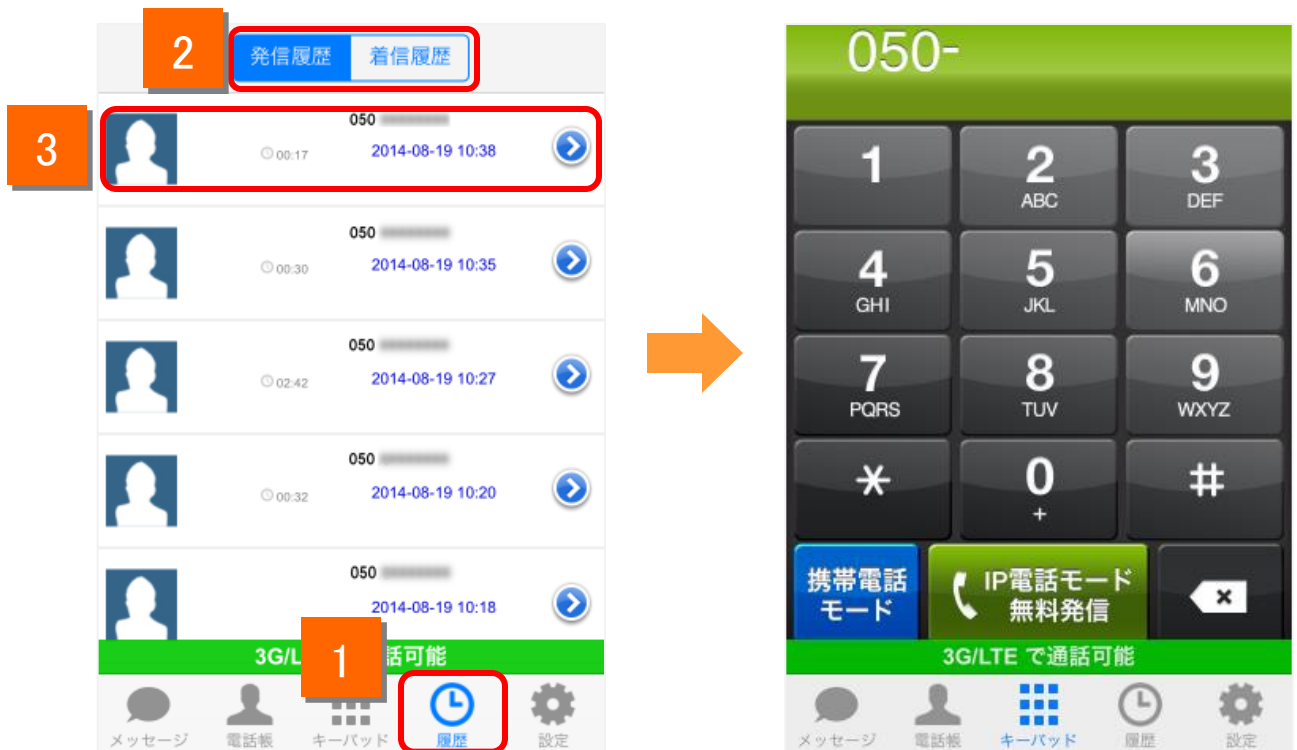 2
発信履歴 着信履歴
3
050
00:17 2014-08-19 10:38
050
00:30 2014-08-19 10:35
050
02:42 2014-08-19 10:27
050
00:32 2014-08-19 10:20
050
2014-08-19 10:18
3G/L 話可能
1
メッセージ 電話帳 キーパッド 履歴 設定
050-
1 2 3
ABC DEF
4 5 6
GHI JKL MNO
7 8 9
PQRS TUV WXYZ
* 0 #
+
携帯電話
モード
IP電話モード
無料発信
×
3G/LTE で通話可能
メッセージ 電話帳 キーパッド 履歴 設定